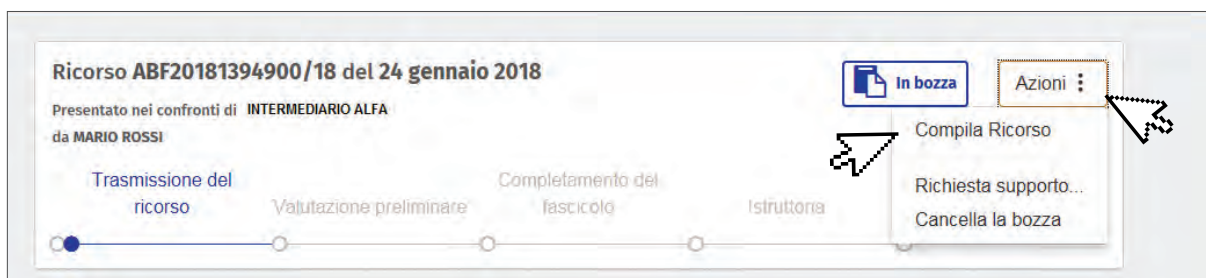 Ricorso ABF20181394900/18 del 24 gennaio 2018
In bozza
Azioni
Presentato nei confronti di INTERMEDIARIO ALFA
da MARIO ROSSI
Compila Ricorso
Richiesta supporto...
Cancella la bozza
Trasmissione del
ricorso
Valutazione preliminare
Completamento del
fascicolo
Istruttoria